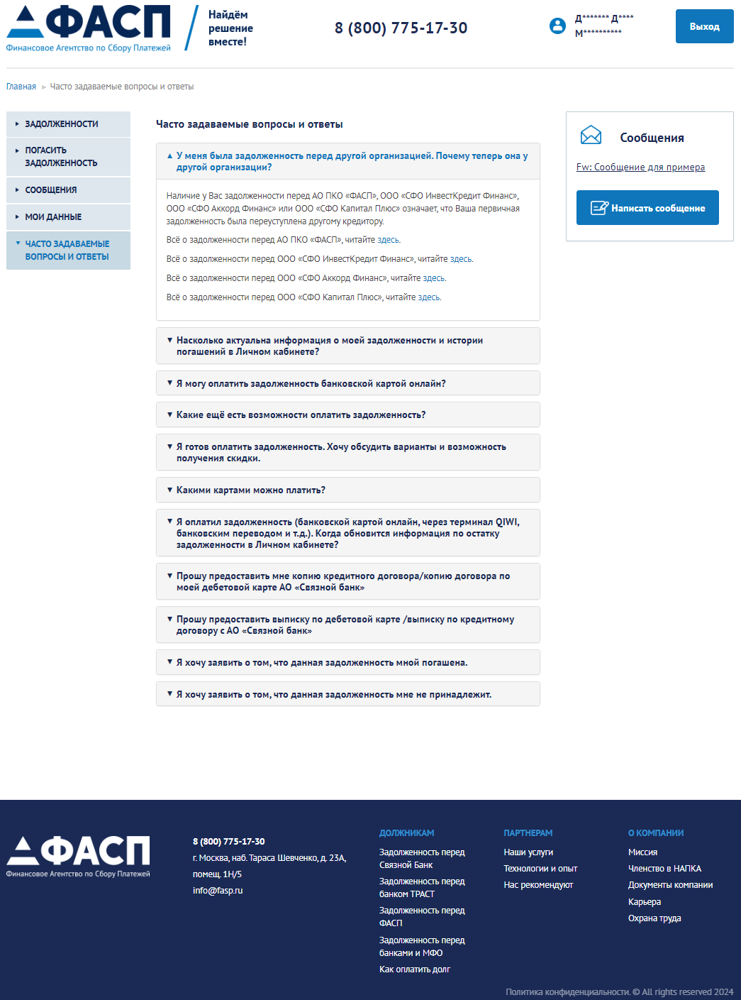 ФАСП
Финансовое Агентство по Сбору Платежей
Найдём
решение
вместе!
8 (800) 775-17-30
Д******* Д****
М**********
Выход
Главная ▸ Часто задаваемые вопросы и ответы
ЗАДОЛЖЕННОСТИ
ПОГАСИТЬ
ЗАДОЛЖЕННОСТЬ
СООБЩЕНИЯ
МОИ ДАННЫЕ
ЧАСТО ЗАДАВАЕМЫЕ
ВОПРОСЫ И ОТВЕТЫ
Часто задаваемые вопросы и ответы
У меня была задолженность перед другой организацией. Почему теперь она у
другой организации?
Наличие у Вас задолженности перед АО ПКО «ФАСП», ООО «СФО ИнвестКредит Финанс»,
ООО «СФО Аккорд Финанс» или ООО «СФО Капитал Плюс» означает, что Ваша первичная
задолженность была переуступлена другому кредитору.
Всё о задолженности перед АО ПКО «ФАСП», читайте здесь.
Всё о задолженности перед ООО «СФО ИнвестКредит Финанс», читайте здесь.
Всё о задолженности перед ООО «СФО Аккорд Финанс», читайте здесь.
Всё о задолженности перед ООО «СФО Капитал Плюс», читайте здесь.
Насколько актуальна информация о моей задолженности и истории
погашений в Личном кабинете?
Я могу оплатить задолженность банковской картой онлайн?
Какие ещё есть возможности оплатить задолженность?
Я готов оплатить задолженность. Хочу обсудить варианты и возможность
получения скидки.
Какими картами можно платить?
Я оплатил задолженность (банковской картой онлайн, через терминал QIWI,
банковским переводом и т.д.). Когда обновится информация по остатку
задолженности в Личном кабинете?
Прошу предоставить мне копию кредитного договора/копию договора по
моей дебетовой карте АО «Связной банк»
Прошу предоставить выписку по дебетовой карте /выписку по кредитному
договору с АО «Связной банк»
Я хочу заявить о том, что данная задолженность мной погашена.
Я хочу заявить о том, что данная задолженность мне не принадлежит.
Сообщения
Fw: Сообщение для примера
Написать сообщение
ФАСП
Финансовое Агентство по Сбору Платежей
8 (800) 775-17-30
г. Москва, наб. Тараса Шевченко, д. 23А,
помещ. 1Н/5
info@fasp.ru
ДОЛЖНИКАМ
Задолженность перед
Связной Банк
Задолженность перед
банком ТРАСТ
Задолженность перед
ФАСП
Задолженность перед
банками и МФО
Как оплатить долг
ПАРТНЕРАМ
Наши услуги
Технологии и опыт
Нас рекомендуют
О КОМПАНИИ
Миссия
Членство в НАПКА
Документы компании
Карьера
Охрана труда
Политика конфиденциальности. © All rights reserved 2024